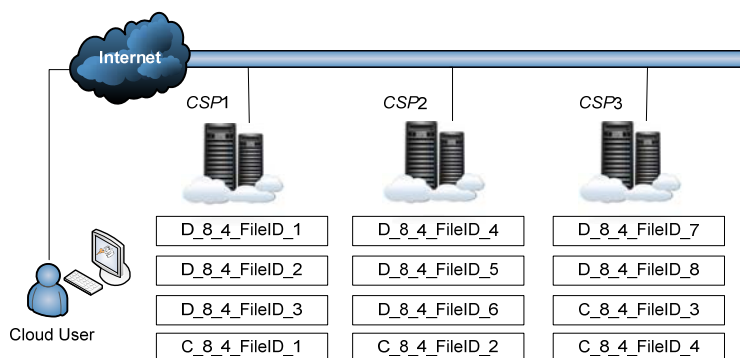 Internet
CSP1
CSP2
CSP3
D_8_4_FileID_1
D_8_4_FileID_4
D_8_4_FileID_7
D_8_4_FileID_2
D_8_4_FileID_5
D_8_4_FileID_8
D_8_4_FileID_3
D_8_4_FileID_6
C_8_4_FileID_3
Cloud User
C_8_4_FileID_1
C_8_4_FileID_2
C_8_4_FileID_4